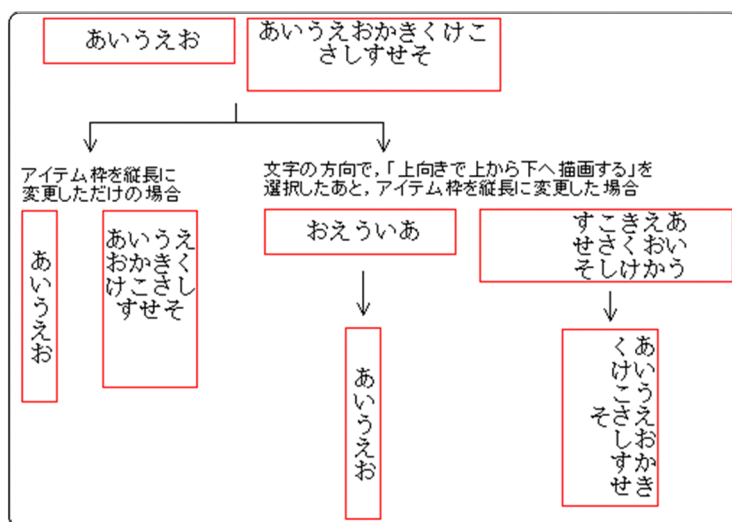 あいうえお
あいうえおかきくけこ
さしすせそ
アイテム枠を縦長に
変更しただけの場合
あいうえお
あいうえ
おかきく
けこさし
すせそ
文字の方向で,「上向きで上から下へ描画する」を
選択したあと,アイテム枠を縦長に変更した場合
おえういあ
あいうえお
あいう
えおか
きくけ
こさし
すせそ
あいうえおかき
くけこさしすせ
そ